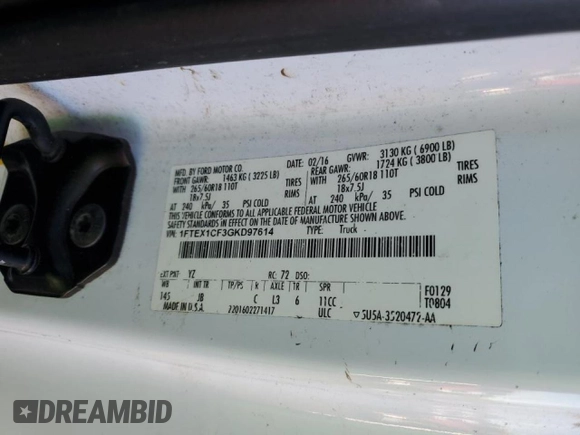 MFD. BY FORD MOTOR CO.
DATE: 02/16 GVWR: 3130 KG ( 6900 LB)
FRONT GAWR: 1463 KG ( 3225 LB) REAR GAWR: 1724 KG ( 3800 LB)
265/60R18 110T TIRES 265/60R18 110T TIRES
18x7.5J RIMS 18x7.5J RIMS
AT 240 kPa/ 35 PSI COLD AT 240 kPa/ 35 PSI COLD
THIS VEHICLE CONFORMS TO ALL APPLICABLE FEDERAL MOTOR VEHICLE
SAFETY STANDARDS IN EFFECT ON THE DATE OF MANUFACTURE SHOWN ABOVE.
VIN: 1FTEX1CF3GKD97614 TYPE: Truck
EXT PNT: YZ RC: 72 DSO:
WB TP/PS R AXLE TR SPR
145 JB C L3 6 11CC F0129
T0804
MADE IN U.S.A. 7201602271417 ULC 5U5A-3520472-AA
DREAMBID